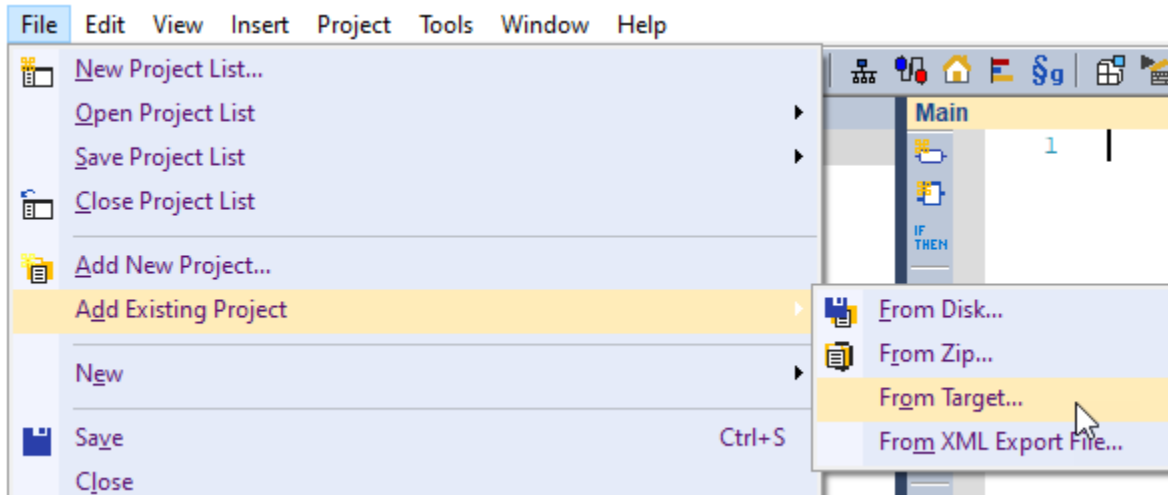 File Edit View Insert Project Tools Window Help
New Project List...
Open Project List
Save Project List
Close Project List
Add New Project...
Add Existing Project
New
Save Ctrl+S
Close
§g
Main
1
IF
THEN
From Disk...
From Zip...
From Target...
From XML Export File...